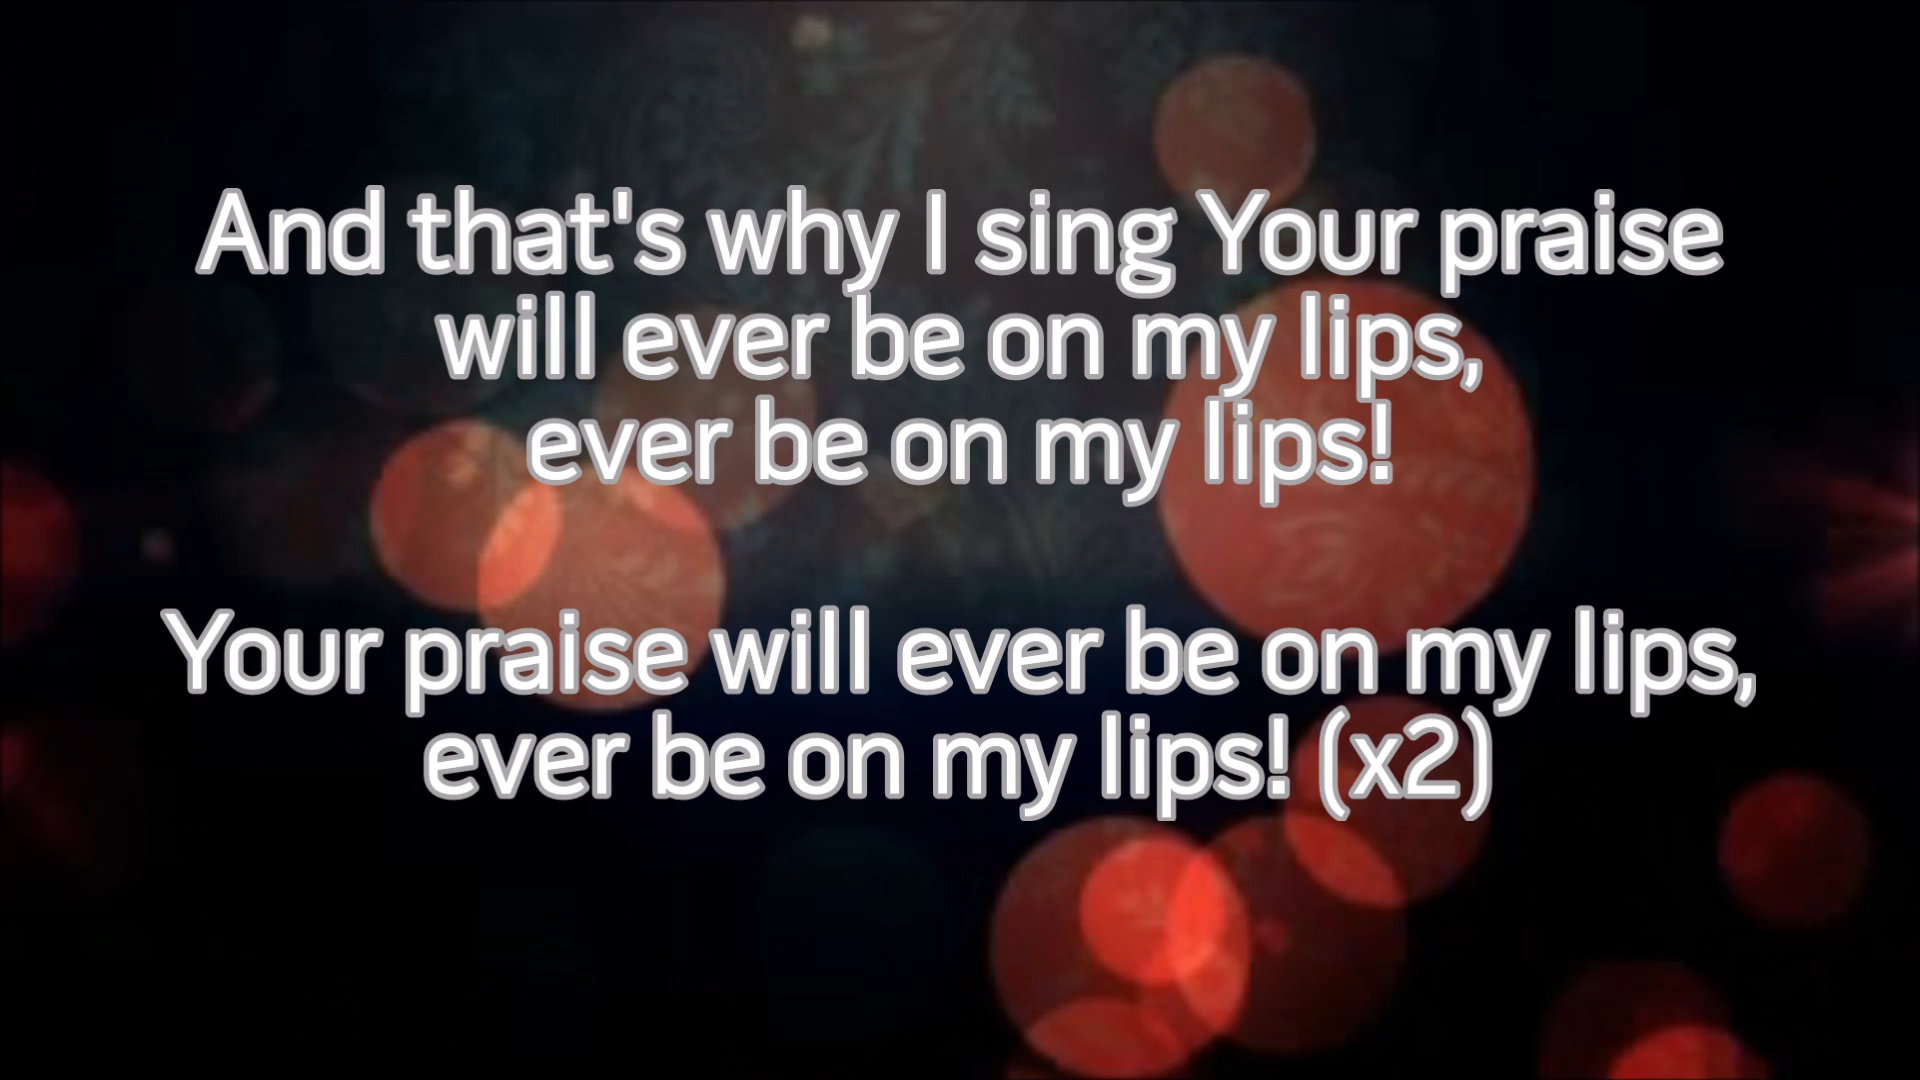 And that's why I sing Your praise
will ever be on my lips,
ever be on my lips!
Your praise will ever be on my lips,
ever be on my lips! (x2)